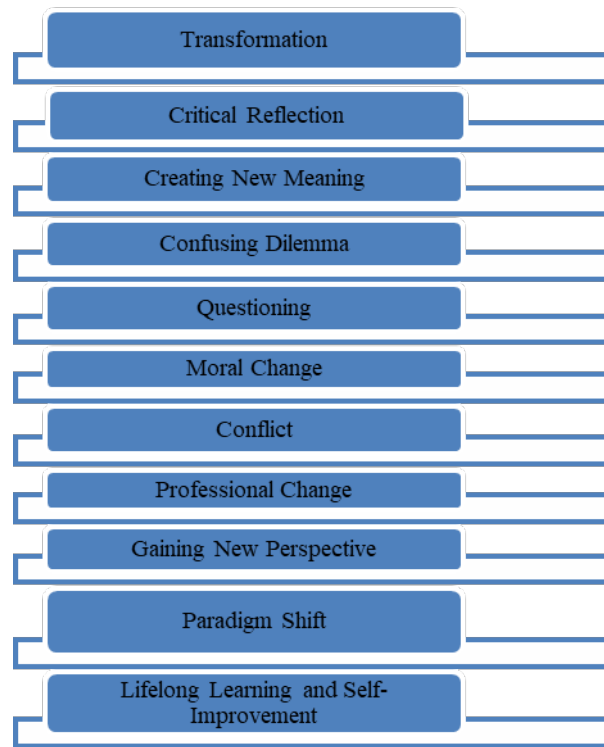 Transformation
Critical Reflection
Creating New Meaning
Confusing Dilemma
Questioning
Moral Change
Conflict
Professional Change
Gaining New Perspective
Paradigm Shift
Lifelong Learning and Self-
Improvement